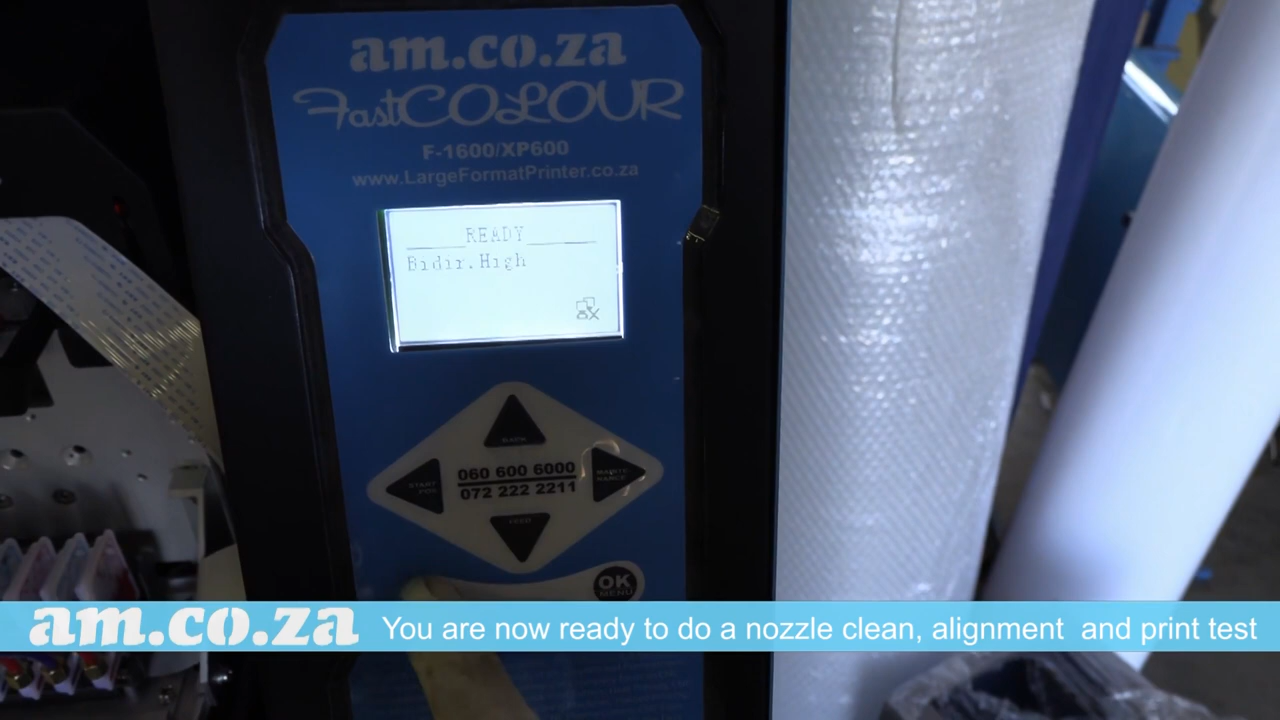 am.co.za
FastCOLOUR
F-1600/XP600
www.LargeFormatPrinter.co.za
READY
Bidir.High
BACK
START POS
060 600 6000
072 222 2211
FEED
OK
MENU
am.co.za You are now ready to do a nozzle clean, alignment and print test